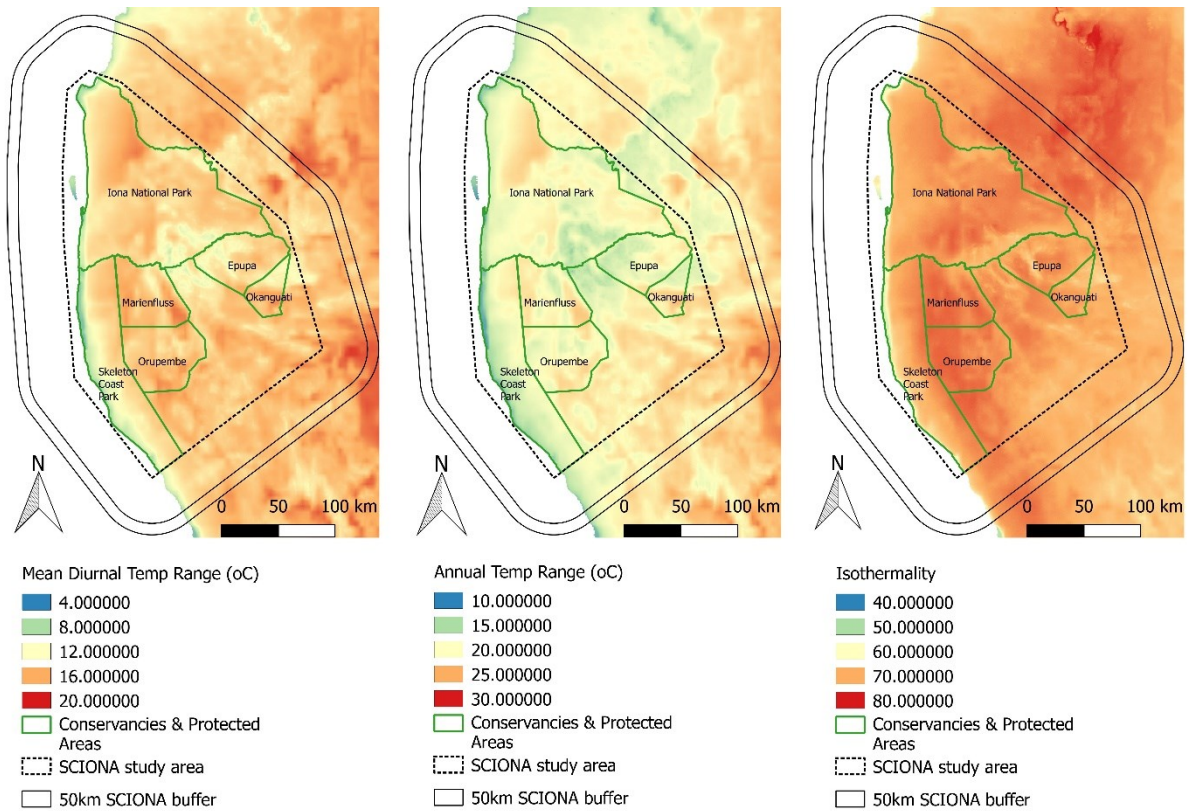 Iona National Park
Epupa
Okanguati
Marienfluss
Orupembe
Skeleton
Coast
Park
N
0 50 100 km
Mean Diurnal Temp Range (oC)
4.000000
8.000000
12.000000
16.000000
20.000000
Conservancies & Protected
Areas
SCIONA study area
50km SCIONA buffer
Iona National Park
Epupa
Okanguati
Marienfluss
Orupembe
Skeleton
Coast
Park
N
0 50 100 km
Annual Temp Range (oC)
10.000000
15.000000
20.000000
25.000000
30.000000
Conservancies & Protected
Areas
SCIONA study area
50km SCIONA buffer
Iona National Park
Epupa
Okanguati
Marienfluss
Orupembe
Skeleton
Coast
Park
N
0 50 100 km
Isothermality
40.000000
50.000000
60.000000
70.000000
80.000000
Conservancies & Protected
Areas
SCIONA study area
50km SCIONA buffer